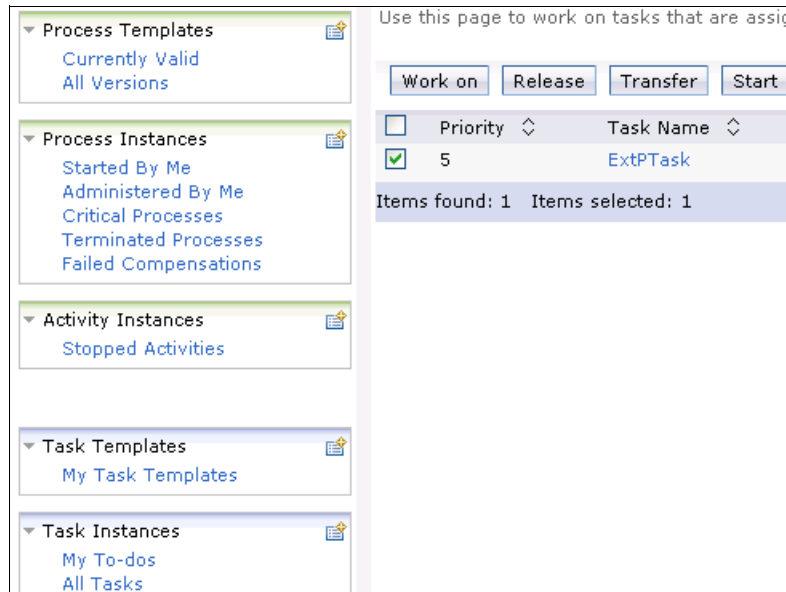 Process Templates
Currently Valid
All Versions
Process Instances
Started By Me
Administered By Me
Critical Processes
Terminated Processes
Failed Compensations
Activity Instances
Stopped Activities
Task Templates
My Task Templates
Task Instances
My To-dos
All Tasks
Use this page to work on tasks that are assig
Work on Release Transfer Start
Priority Task Name
5 ExtPTask
Items found: 1 Items selected: 1